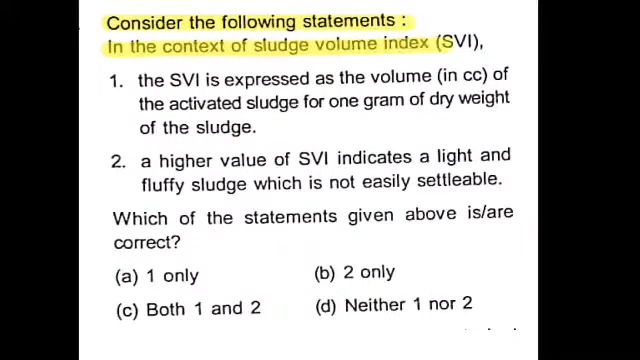 Consider the following statements :
In the context of sludge volume index (SVI),
1. the SVI is expressed as the volume (in cc) of
the activated sludge for one gram of dry weight
of the sludge.
2. a higher value of SVI indicates a light and
fluffy sludge which is not easily settleable.
Which of the statements given above is/are
correct?
(a) 1 only
(b) 2 only
(c) Both 1 and 2
(d) Neither 1 nor 2